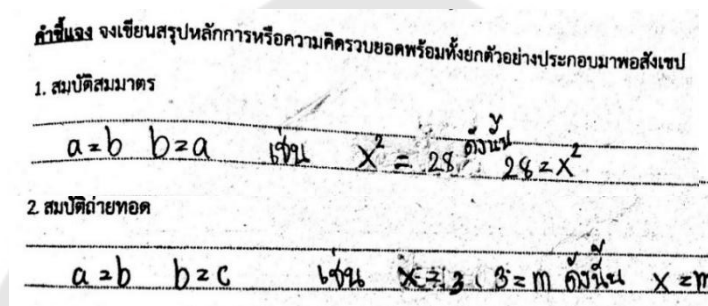 คำชี้แจง จงเขียนสรุปหลักการหรือความคิดรวบยอดพร้อมทั้งยกตัวอย่างประกอบมาพอสังเขป
1. สมบัติสมมาตร
a=b b=a เช่น x² = 28 ดังนั้น 28=x²
2. สมบัติถ่ายทอด
a=b b=c เช่น x=3, 3=m ดังนั้น x=m